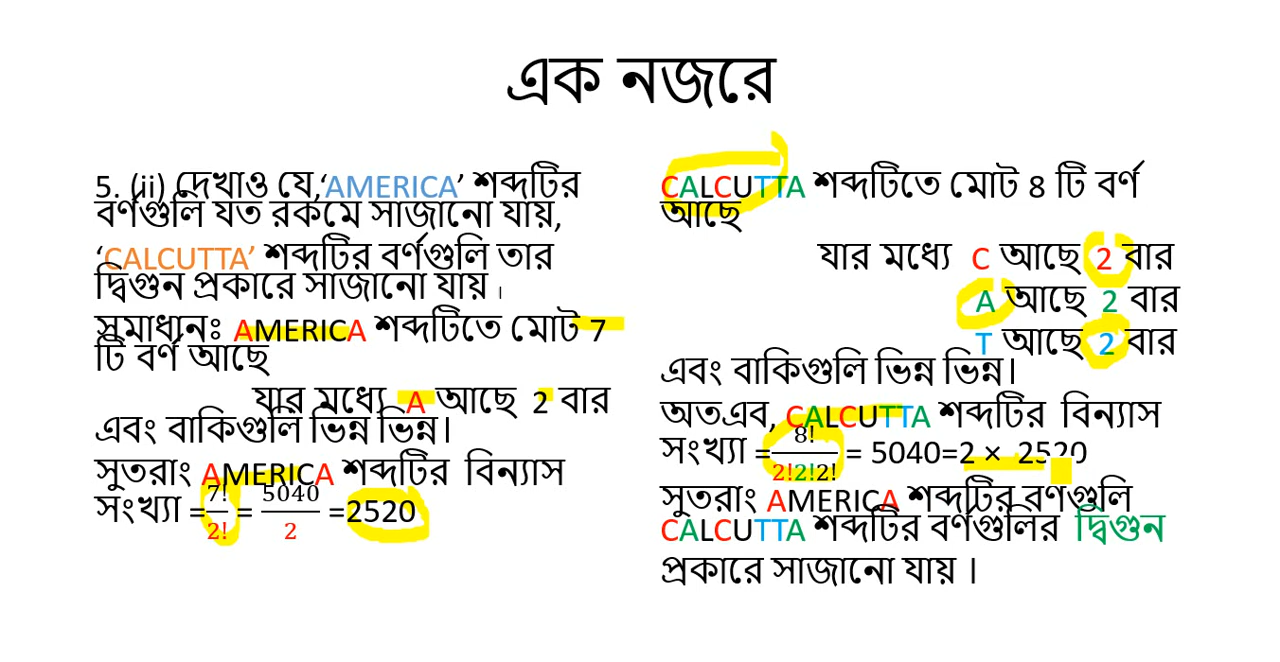 এক নজরে
5. (ii) দেখাও যে,‘AMERICA’ শব্দটির
বর্ণগুলি যত রকমে সাজানো যায়,
‘CALCUTTA’ শব্দটির বর্ণগুলি তার
দ্বিগুন প্রকারে সাজানো যায়।
সমাধানঃ AMERICA শব্দটিতে মোট 7
টি বর্ণ আছে
যার মধ্যে A আছে 2 বার
এবং বাকিগুলি ভিন্ন ভিন্ন।
সুতরাং AMERICA শব্দটির বিন্যাস
সংখ্যা =7!/2!= 5040/2 =2520
CALCUTTA শব্দটিতে মোট 8 টি বর্ণ
আছে
যার মধ্যে C আছে 2 বার
A আছে 2 বার
T আছে 2 বার
এবং বাকিগুলি ভিন্ন ভিন্ন।
অতএব, CALCUTTA শব্দটির বিন্যাস
সংখ্যা =8!/2!2!2! = 5040=2 × 2520
সুতরাং AMERICA শব্দটির বর্ণগুলি
CALCUTTA শব্দটির বর্ণগুলির দ্বিগুন
প্রকারে সাজানো যায় ।